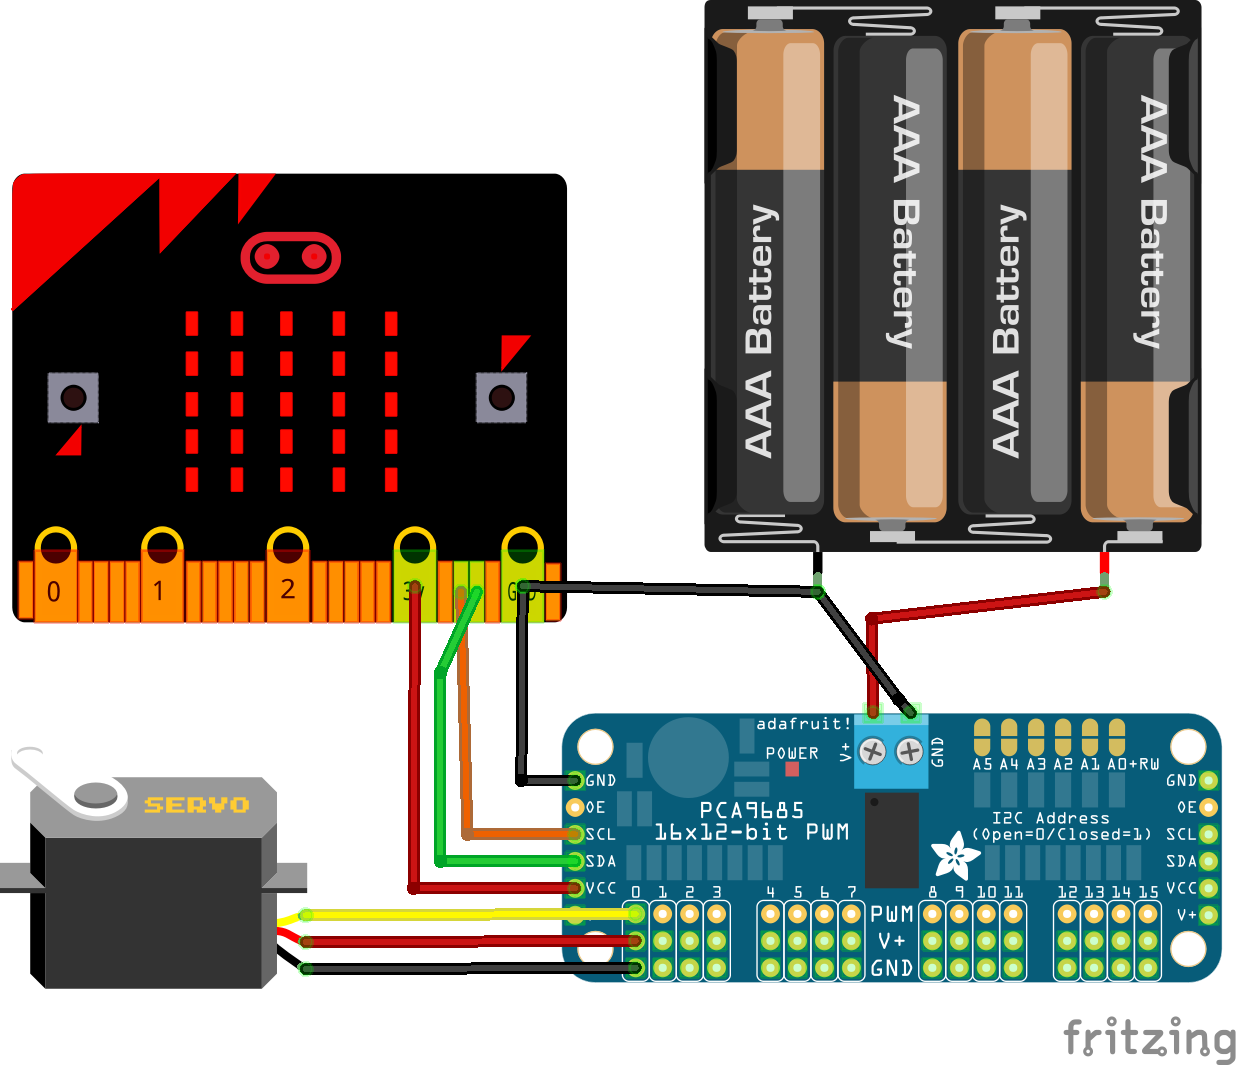 AAA Battery
AAA Battery
AAA Battery
AAA Battery
0
1
2
3v
GND
SERVO
adafruit!
POWER
V+
GND
A5 A4 A3 A2 A1 A0+RW
PCA9685
16x12-bit PWM
I2C Address
(Open=0/Closed=1)
GND
OE
SCL
SDA
VCC
GND
OE
SCL
SDA
VCC
V+
0 1 2 3
4 5 6 7
8 9 10 11
12 13 14 15
PWM
V+
GND
fritzing